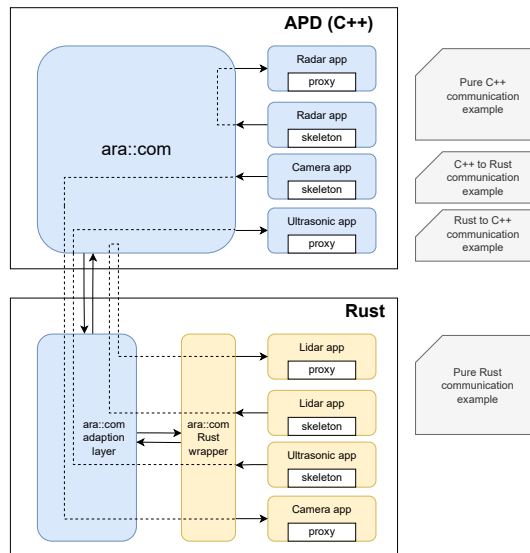 APD (C++)
ara::com
Radar app
proxy
Radar app
skeleton
Camera app
skeleton
Ultrasonic app
proxy
Pure C++
communication
example
C++ to Rust
communication
example
Rust to C++
communication
example
Rust
ara::com
adaption
layer
ara::com
Rust
wrapper
Lidar app
proxy
Lidar app
skeleton
Ultrasonic app
skeleton
Camera app
proxy
Pure Rust
communication
example